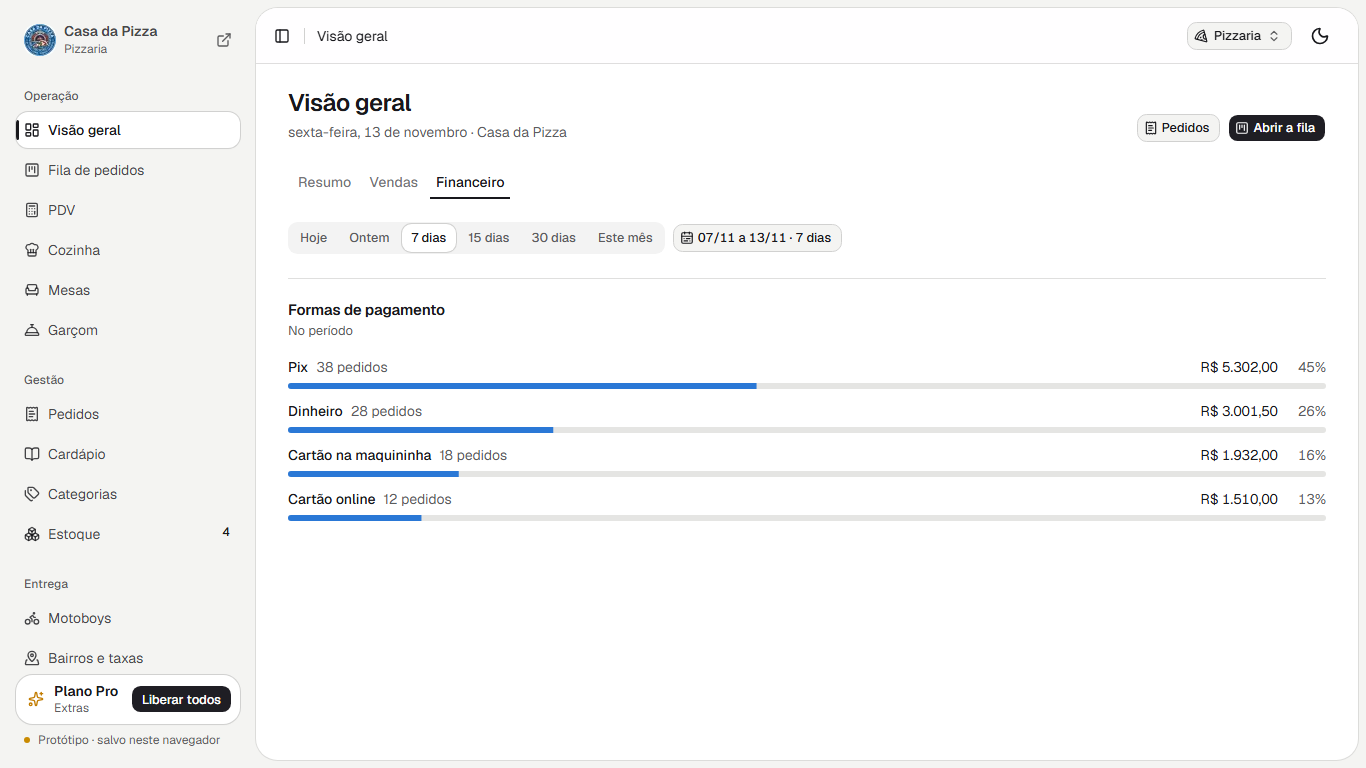 Casa da Pizza
Pizzaria
Operação
Visão geral
Fila de pedidos
PDV
Cozinha
Mesas
Garçom
Gestão
Pedidos
Cardápio
Categorias
Estoque 4
Entrega
Motoboys
Bairros e taxas
Plano Pro
Extras
Liberar todos
Protótipo · salvo neste navegador
Visão geral
Pizzaria
Visão geral
sexta-feira, 13 de novembro · Casa da Pizza
Pedidos
Abrir a fila
Resumo Vendas Financeiro
Hoje Ontem 7 dias 15 dias 30 dias Este mês 07/11 a 13/11 · 7 dias
Formas de pagamento
No período
Pix 38 pedidos R$ 5.302,00 45%
Dinheiro 28 pedidos R$ 3.001,50 26%
Cartão na maquininha 18 pedidos R$ 1.932,00 16%
Cartão online 12 pedidos R$ 1.510,00 13%